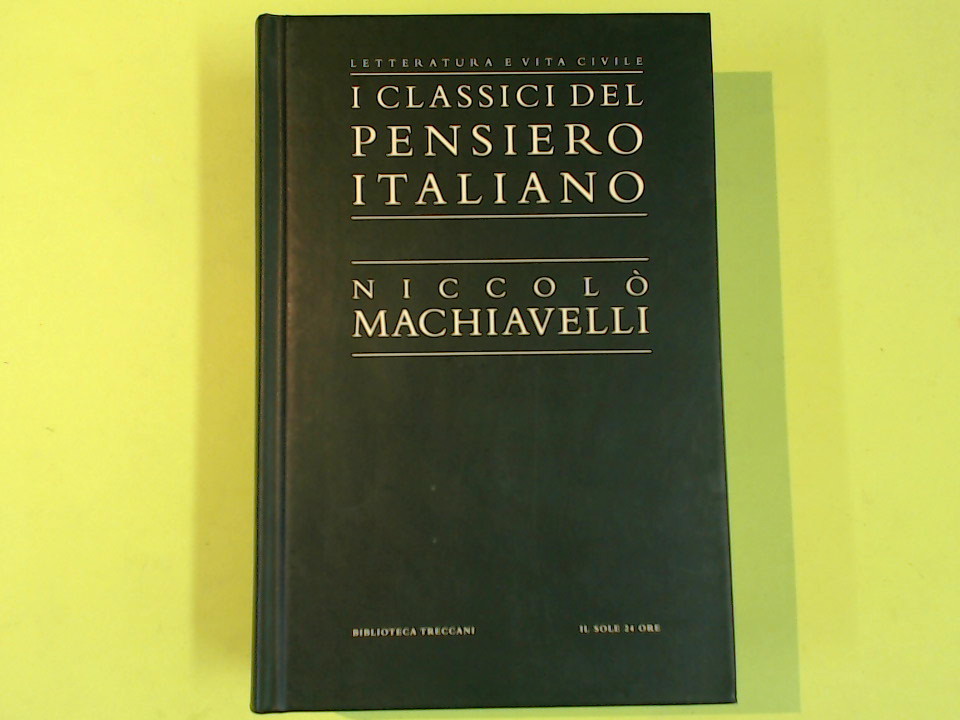 LETTERATURA E VITA CIVILE
I CLASSICI DEL
PENSIERO
ITALIANO
NICCOLÒ
MACHIAVELLI
BIBLIOTECA TRECCANI
IL SOLE 24 ORE